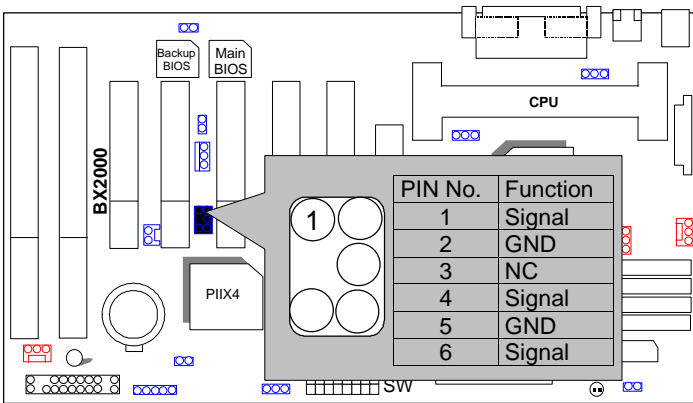 Backup
BIOS
Main
BIOS
CPU
BX2000
PIIX4
1
PIN No. Function
1 Signal
2 GND
3 NC
4 Signal
5 GND
6 Signal
SW